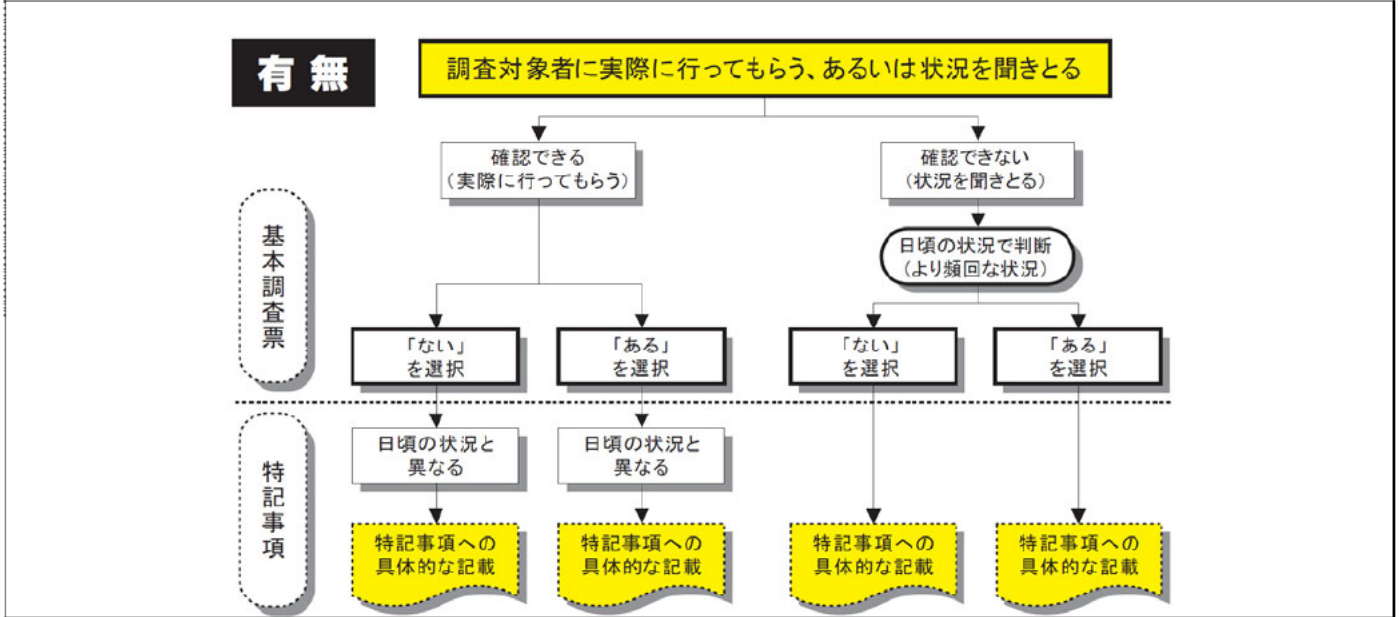 有無
調査対象者に実際に行ってもらう、あるいは状況を聞きとる
確認できる
(実際に行ってもらう)
確認できない
(状況を聞きとる)
日頃の状況で判断
(より頻回な状況)
基本調査票
「ない」
を選択
「ある」
を選択
「ない」
を選択
「ある」
を選択
特記事項
日頃の状況と
異なる
日頃の状況と
異なる
特記事項への
具体的な記載
特記事項への
具体的な記載
特記事項への
具体的な記載
特記事項への
具体的な記載